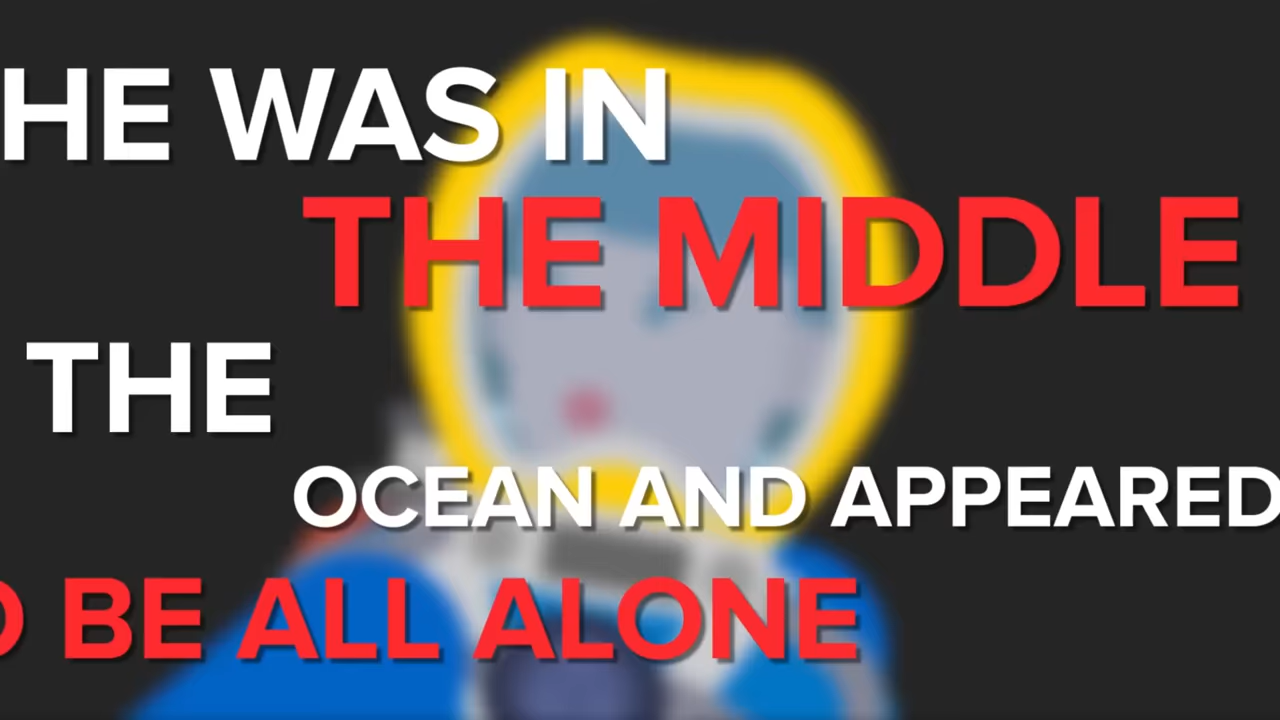 HE WAS IN
THE MIDDLE
THE
OCEAN AND APPEARED
BE ALL ALONE